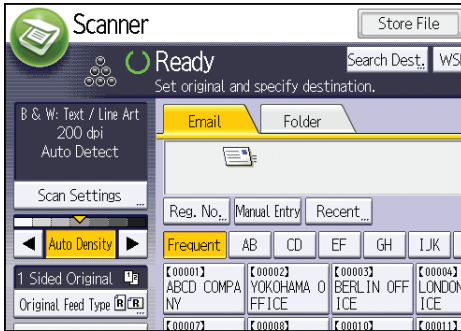 Scanner
Store File
Ready
Search Dest.
Set original and specify destination.
B & W: Text / Line Art
200 dpi
Auto Detect
Email
Folder
Scan Settings
Reg. No.
Manual Entry
Recent
Auto Density
Frequent
AB
CD
EF
GH
IJK
1 Sided Original
Original Feed Type
[00001]
ABCD COMPA
NY
[00002]
YOKOHAMA O
FFICE
[00003]
BERLIN OFF
ICE
[00004]
LONDON
ICE
[00007]
[00008]
[00010]
[00011]